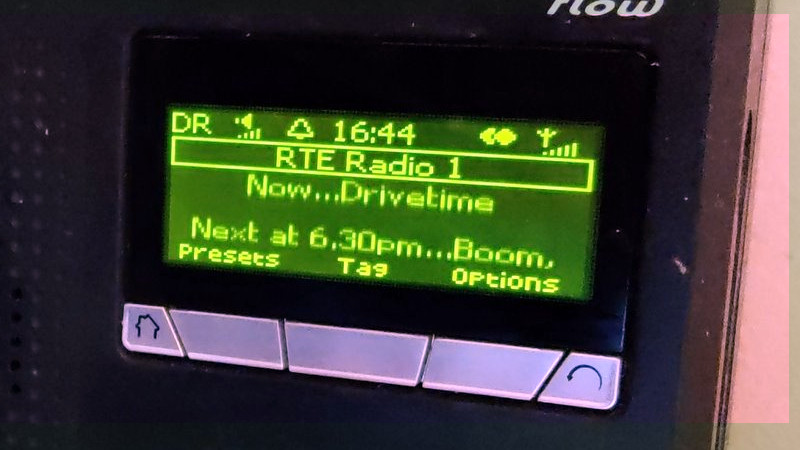 flow
DR 16:44
RTE Radio 1
Now...Drivetime
Next at 6.30pm...Boom,
Presets Tag Options